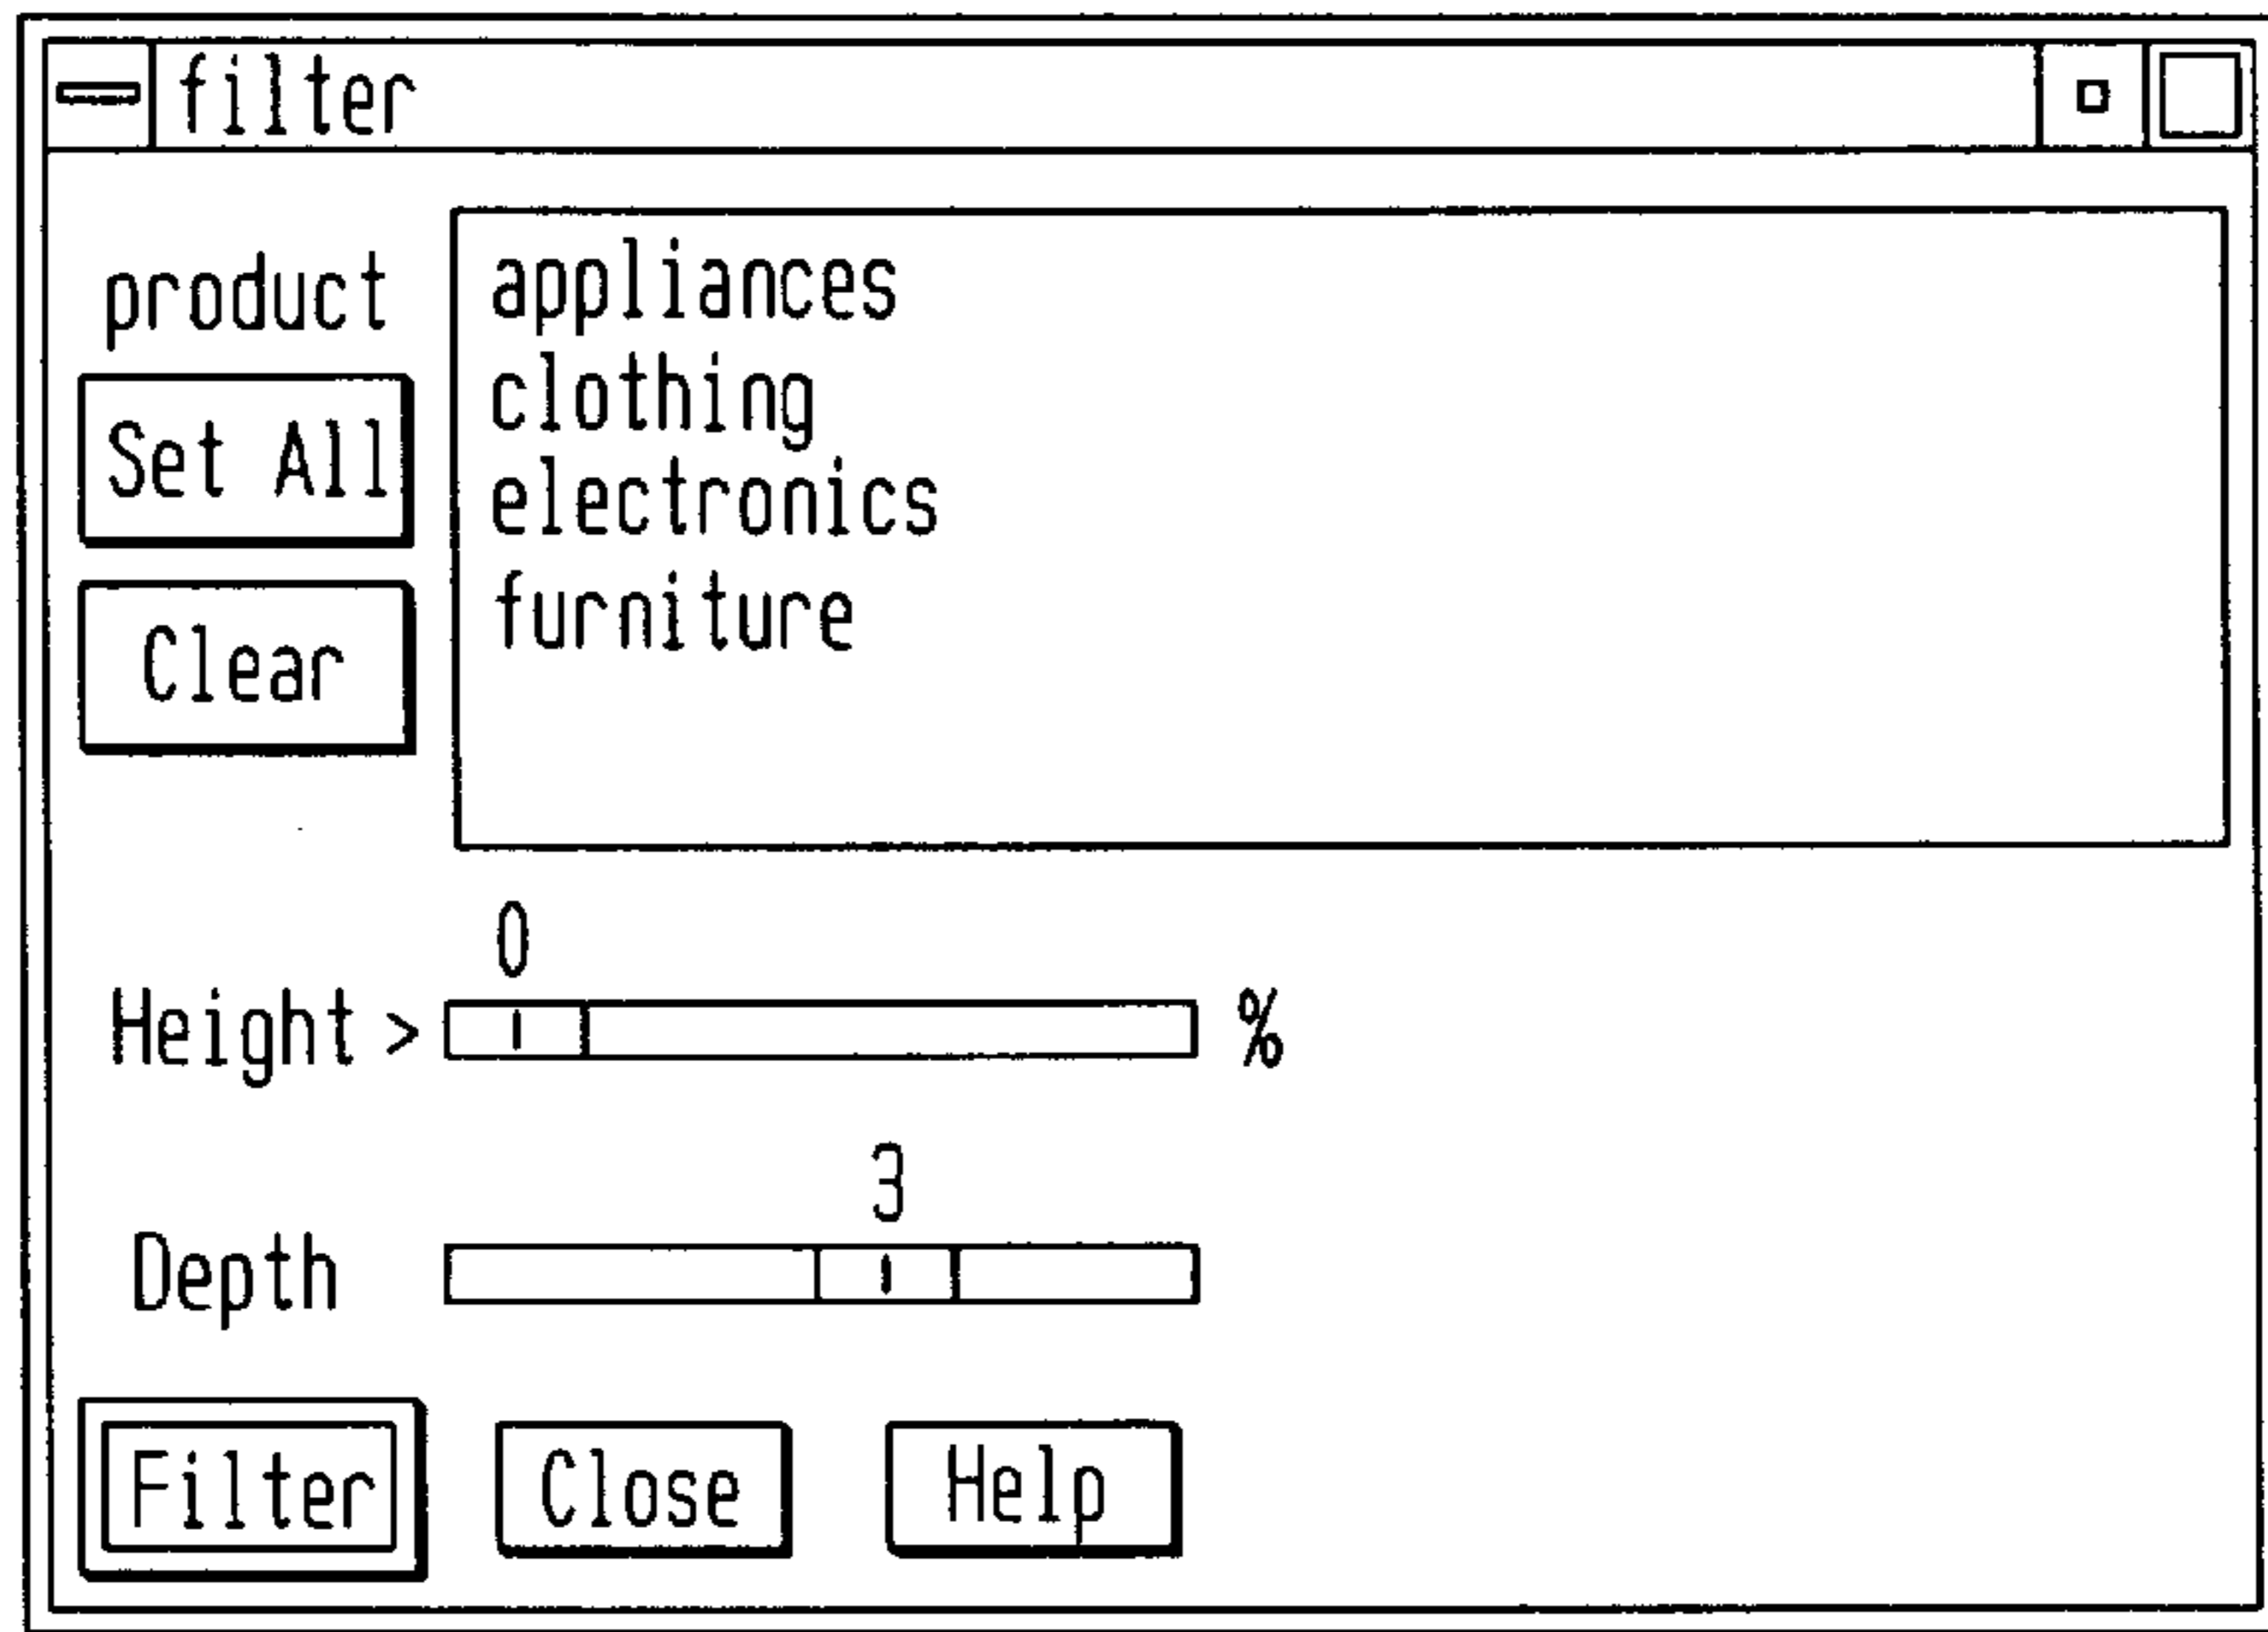 filter
product
Set All
Clear
appliances
clothing
electronics
furniture
0
Height > %
3
Depth
Filter Close Help